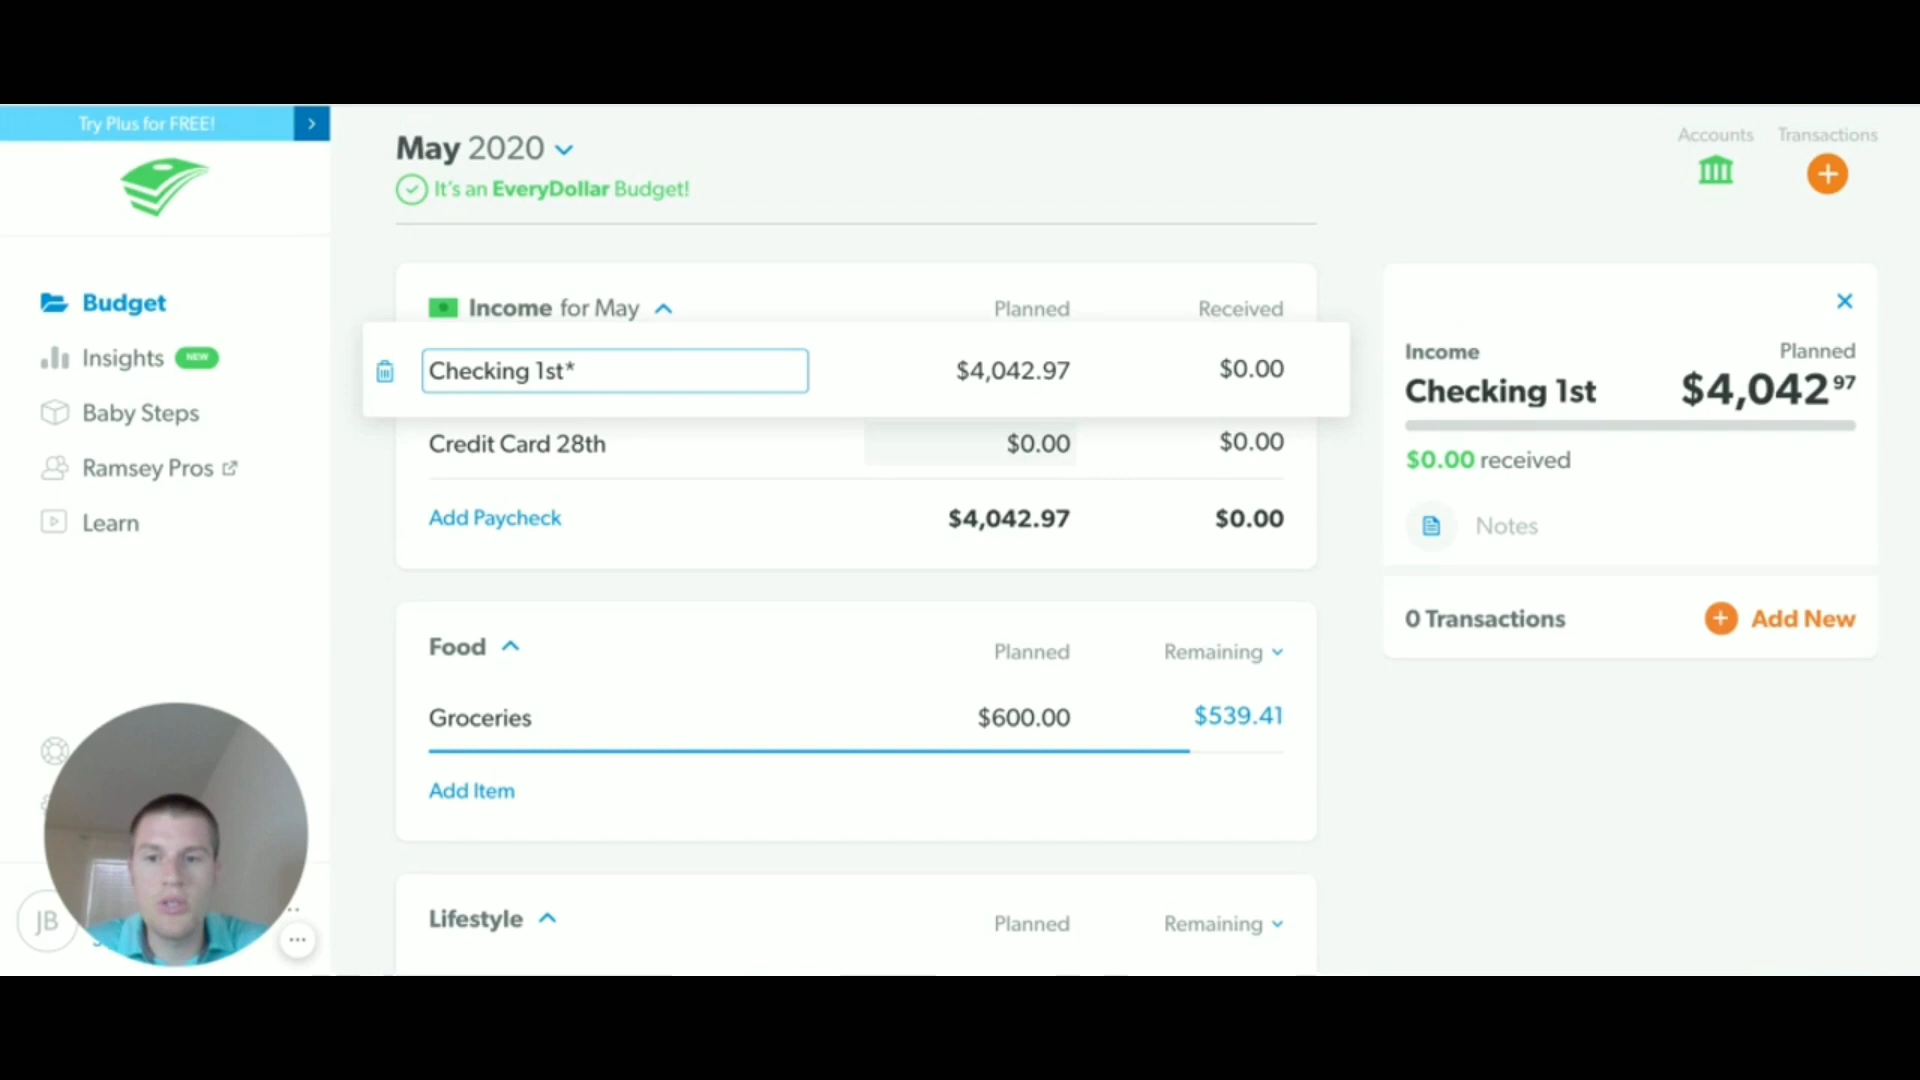 Try Plus for FREE!
Budget
Insights NEW
Baby Steps
Ramsey Pros
Learn
JB
May 2020
It's an EveryDollar Budget!
Accounts Transactions
Income for May Planned Received
Checking 1st* $4,042.97 $0.00
Credit Card 28th $0.00 $0.00
Add Paycheck $4,042.97 $0.00
Food Planned Remaining
Groceries $600.00 $539.41
Add Item
Lifestyle Planned Remaining
Income Planned
Checking 1st $4,042 97
$0.00 received
Notes
0 Transactions Add New